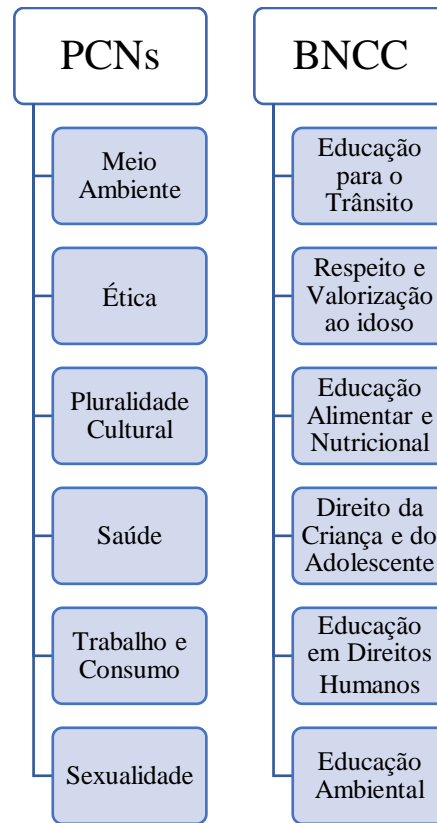 PCNs
Meio
Ambiente
Ética
Pluralidade
Cultural
Saúde
Trabalho e
Consumo
Sexualidade
BNCC
Educação
para o
Trânsito
Respeito e
Valorização
ao idoso
Educação
Alimentar e
Nutricional
Direito da
Criança e do
Adolescente
Educação
em Direitos
Humanos
Educação
Ambiental